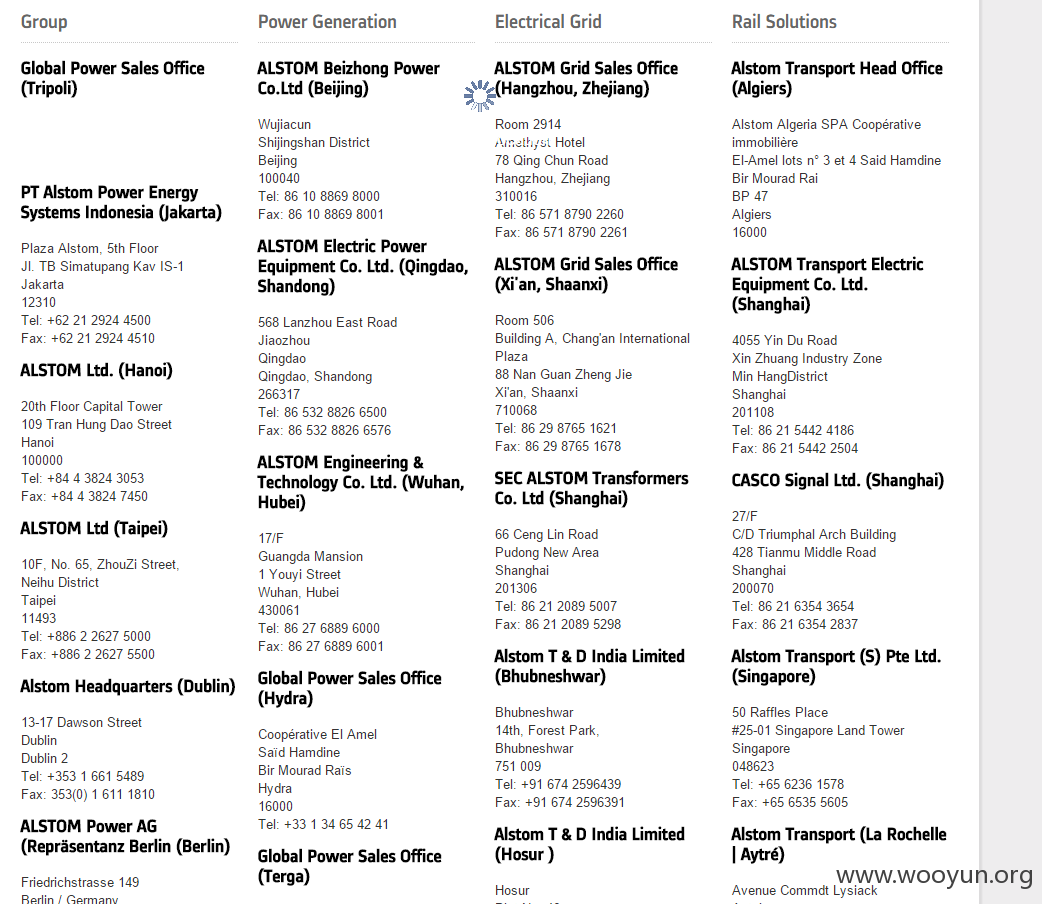 Group
Global Power Sales Office
(Tripoli)
PT Alstom Power Energy
Systems Indonesia (Jakarta)
Plaza Alstom, 5th Floor
Jl. TB Simatupang Kav IS-1
Jakarta
12310
Tel: +62 21 2924 4500
Fax: +62 21 2924 4510
ALSTOM Ltd. (Hanoi)
20th Floor Capital Tower
109 Tran Hung Dao Street
Hanoi
100000
Tel: +84 4 3824 3053
Fax: +84 4 3824 7450
ALSTOM Ltd (Taipei)
10F, No. 65, ZhouZi Street,
Neihu District
Taipei
11493
Tel: +886 2 2627 5000
Fax: +886 2 2627 5500
Alstom Headquarters (Dublin)
13-17 Dawson Street
Dublin
Dublin 2
Tel: +353 1 661 5489
Fax: 353(0) 1 611 1810
ALSTOM Power AG
(Repräsentanz Berlin (Berlin)
Friedrichstrasse 149
Berlin / Germany
Power Generation
ALSTOM Beizhong Power
Co.Ltd (Beijing)
Wujiacun
Shijingshan District
Beijing
100040
Tel: 86 10 8869 8000
Fax: 86 10 8869 8001
ALSTOM Electric Power
Equipment Co. Ltd. (Qingdao,
Shandong)
568 Lanzhou East Road
Jiaozhou
Qingdao
Qingdao, Shandong
266317
Tel: 86 532 8826 6500
Fax: 86 532 8826 6576
ALSTOM Engineering &
Technology Co. Ltd. (Wuhan,
Hubei)
17/F
Guangda Mansion
1 Youyi Street
Wuhan, Hubei
430061
Tel: 86 27 6889 6000
Fax: 86 27 6889 6001
Global Power Sales Office
(Hydra)
Coopérative El Amel
Saïd Hamdine
Bir Mourad Raïs
Hydra
16000
Tel: +33 1 34 65 42 41
Global Power Sales Office
(Terga)
Electrical Grid
ALSTOM Grid Sales Office
(Hangzhou, Zhejiang)
Room 2914
Amethyst Hotel
78 Qing Chun Road
Hangzhou, Zhejiang
310016
Tel: 86 571 8790 2260
Fax: 86 571 8790 2261
ALSTOM Grid Sales Office
(Xi'an, Shaanxi)
Room 506
Building A, Chang'an International
Plaza
88 Nan Guan Zheng Jie
Xi'an, Shaanxi
710068
Tel: 86 29 8765 1621
Fax: 86 29 8765 1678
SEC ALSTOM Transformers
Co. Ltd (Shanghai)
66 Ceng Lin Road
Pudong New Area
Shanghai
201306
Tel: 86 21 2089 5007
Fax: 86 21 2089 5298
Alstom T & D India Limited
(Bhubneshwar)
Bhubneshwar
14th, Forest Park,
Bhubneshwar
751 009
Tel: +91 674 2596439
Fax: +91 674 2596391
Alstom T & D India Limited
(Hosur )
Hosur
Rail Solutions
Alstom Transport Head Office
(Algiers)
Alstom Algeria SPA Coopérative
immobilière
El-Amel lots n° 3 et 4 Said Hamdine
Bir Mourad Rai
BP 47
Algiers
16000
ALSTOM Transport Electric
Equipment Co. Ltd.
(Shanghai)
4055 Yin Du Road
Xin Zhuang Industry Zone
Min HangDistrict
Shanghai
201108
Tel: 86 21 5442 4186
Fax: 86 21 5442 2504
CASCO Signal Ltd. (Shanghai)
27/F
C/D Triumphal Arch Building
428 Tianmu Middle Road
Shanghai
200070
Tel: 86 21 6354 3654
Fax: 86 21 6354 2837
Alstom Transport (S) Pte Ltd.
(Singapore)
50 Raffles Place
#25-01 Singapore Land Tower
Singapore
048623
Tel: +65 6236 1578
Fax: +65 6535 5605
Alstom Transport (La Rochelle
| Aytré)
Avenue Commdt Lysiack
www.wooyun.org